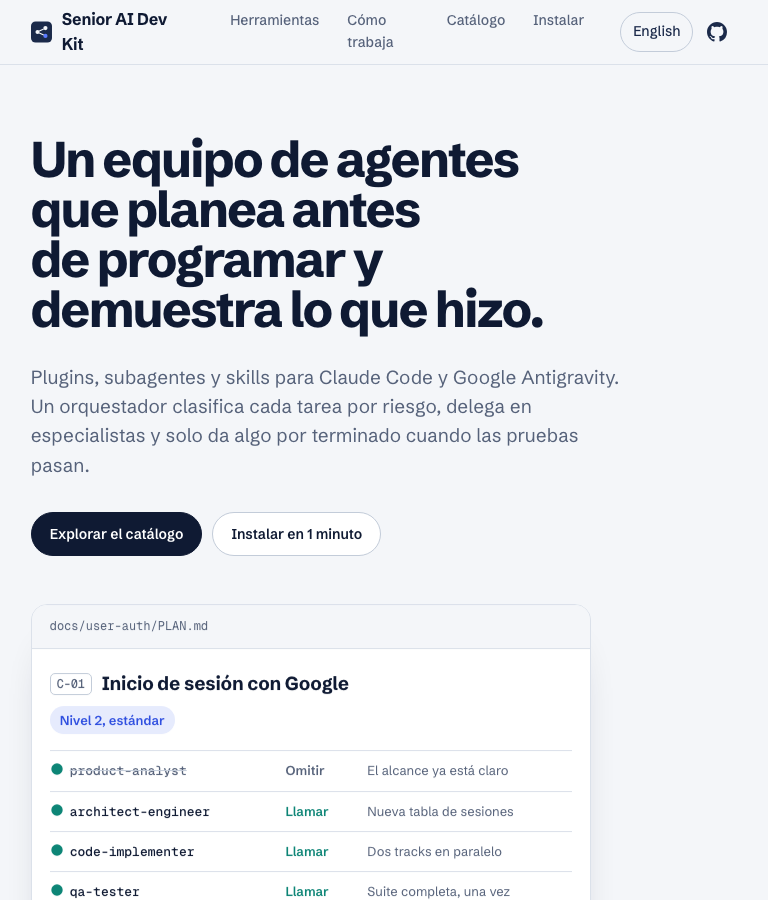 Senior AI Dev
Kit
Herramientas
Cómo
trabaja
Catálogo
Instalar
English
Un equipo de agentes
que planea antes
de programar y
demuestra lo que hizo.
Plugins, subagentes y skills para Claude Code y Google Antigravity.
Un orquestador clasifica cada tarea por riesgo, delega en
especialistas y solo da algo por terminado cuando las pruebas
pasan.
Explorar el catálogo
Instalar en 1 minuto
docs/user-auth/PLAN.md
C-01 Inicio de sesión con Google
Nivel 2, estándar
product-analyst Omitir El alcance ya está claro
architect-engineer Llamar Nueva tabla de sesiones
code-implementer Llamar Dos tracks en paralelo
qa-tester Llamar Suite completa, una vez